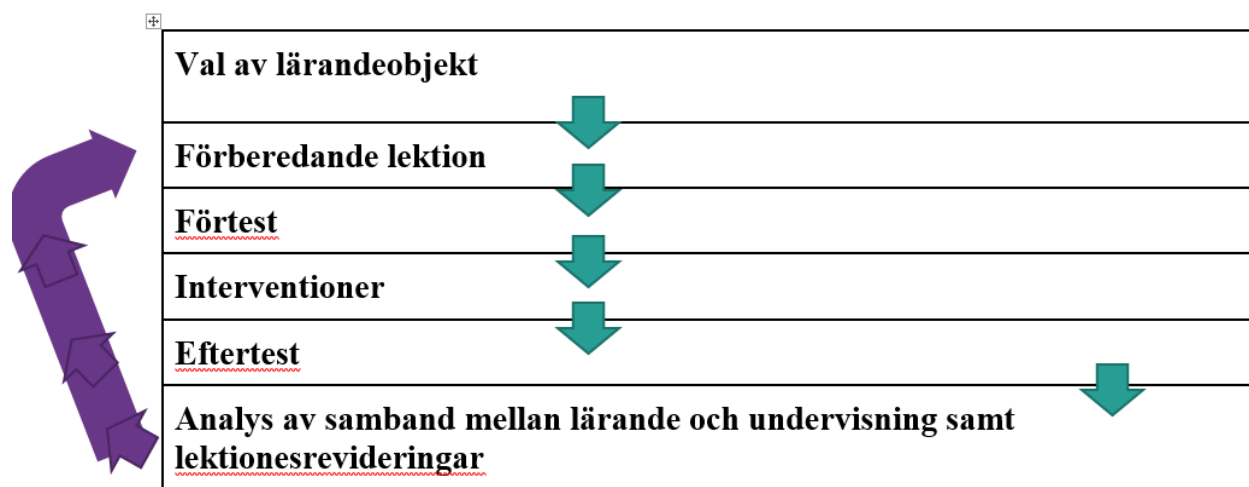 Val av lärandeobjekt
Förberedande lektion
Förtest
Interventioner
Eftertest
Analys av samband mellan lärande och undervisning samt
lektionesrevideringar